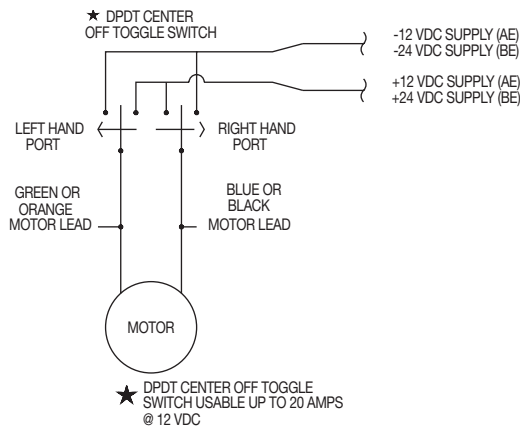 ★ DPDT CENTER
OFF TOGGLE SWITCH
-12 VDC SUPPLY (AE)
-24 VDC SUPPLY (BE)
+12 VDC SUPPLY (AE)
+24 VDC SUPPLY (BE)
LEFT HAND
PORT
RIGHT HAND
PORT
GREEN OR
ORANGE
MOTOR LEAD
BLUE OR
BLACK
MOTOR LEAD
MOTOR
★ DPDT CENTER OFF TOGGLE
SWITCH USABLE UP TO 20 AMPS
@ 12 VDC